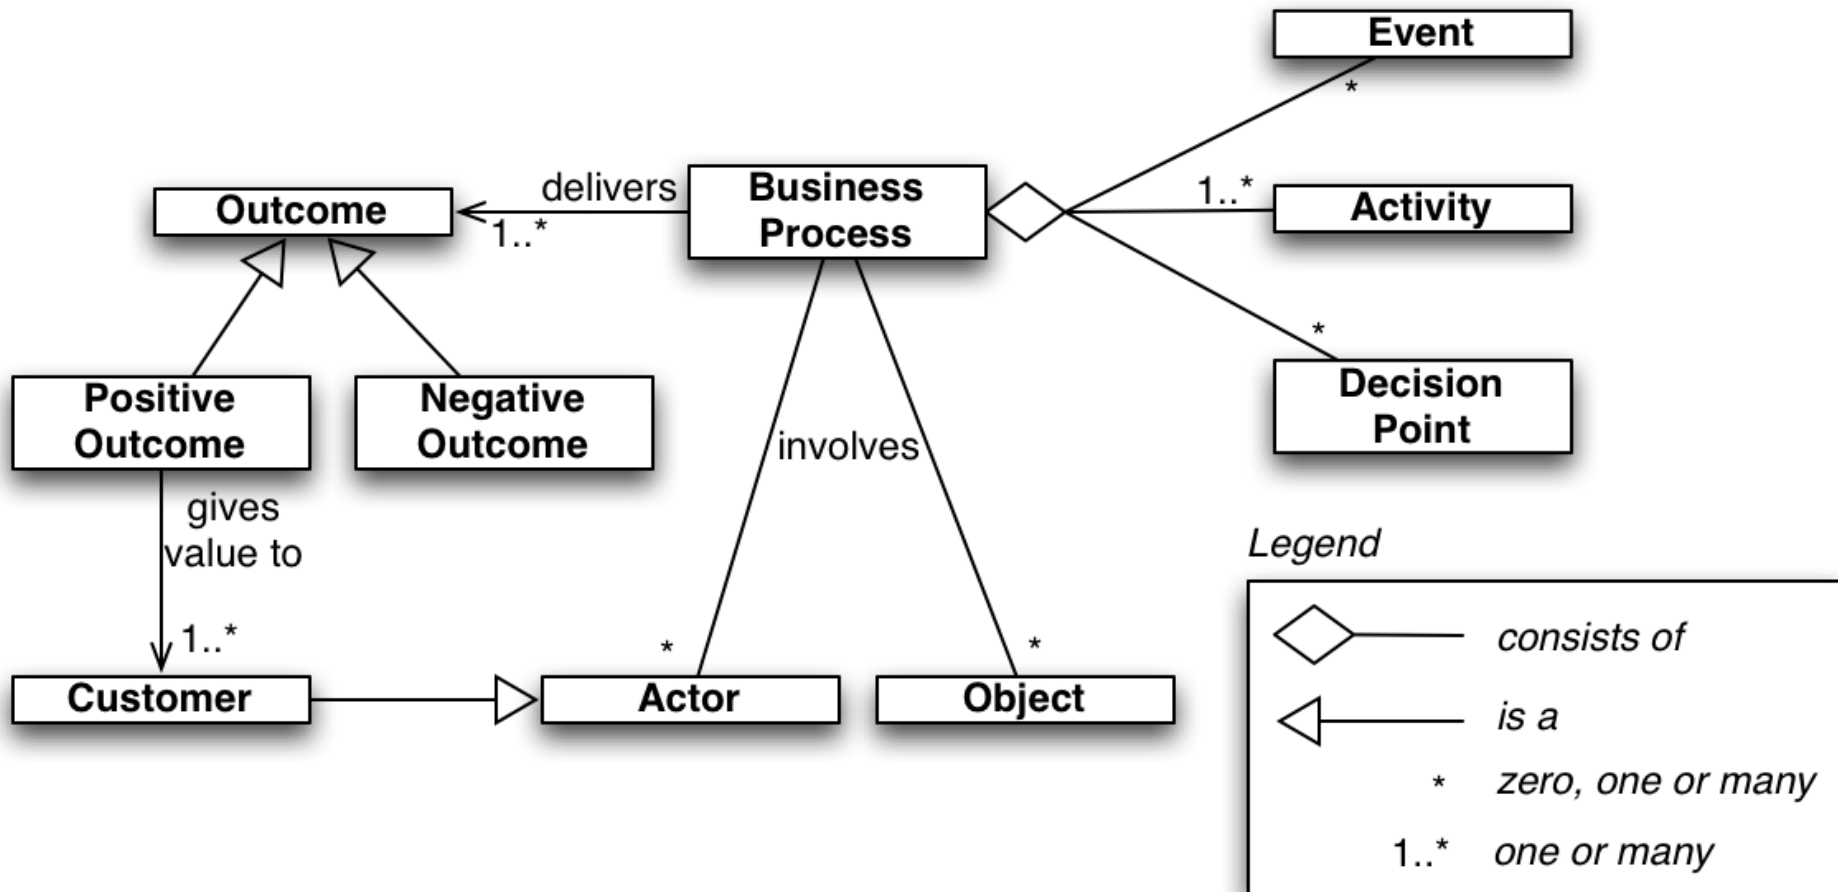 Event
*
delivers
Business
Process
1..*
Activity
Outcome
1..*
*
Decision
Point
Positive
Outcome
Negative
Outcome
involves
gives
value to
1..*
*
*
Customer
Actor
Object
Legend
consists of
is a
* zero, one or many
1..* one or many